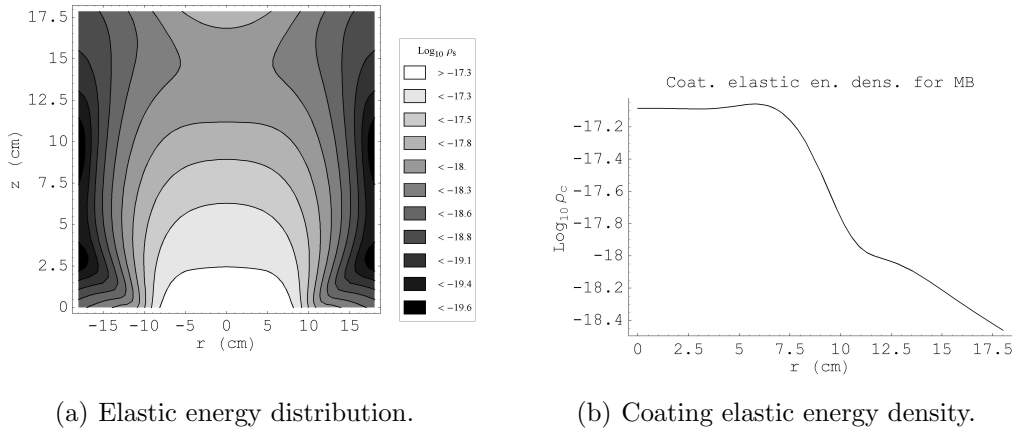 17.5
15
12.5
10
7.5
5
2.5
0
z (cm)
-15 -10 -5 0 5 10 15
r (cm)
Log10 ρs
> −17.3
< −17.3
< −17.5
< −17.8
< −18.
< −18.3
< −18.6
< −18.8
< −19.1
< −19.4
< −19.6
Coat. elastic en. dens. for MB
-17.2
-17.4
-17.6
-17.8
-18
-18.2
-18.4
Log10 ρc
0 2.5 5 7.5 10 12.5 15 17.5
r (cm)
(a) Elastic energy distribution.
(b) Coating elastic energy density.